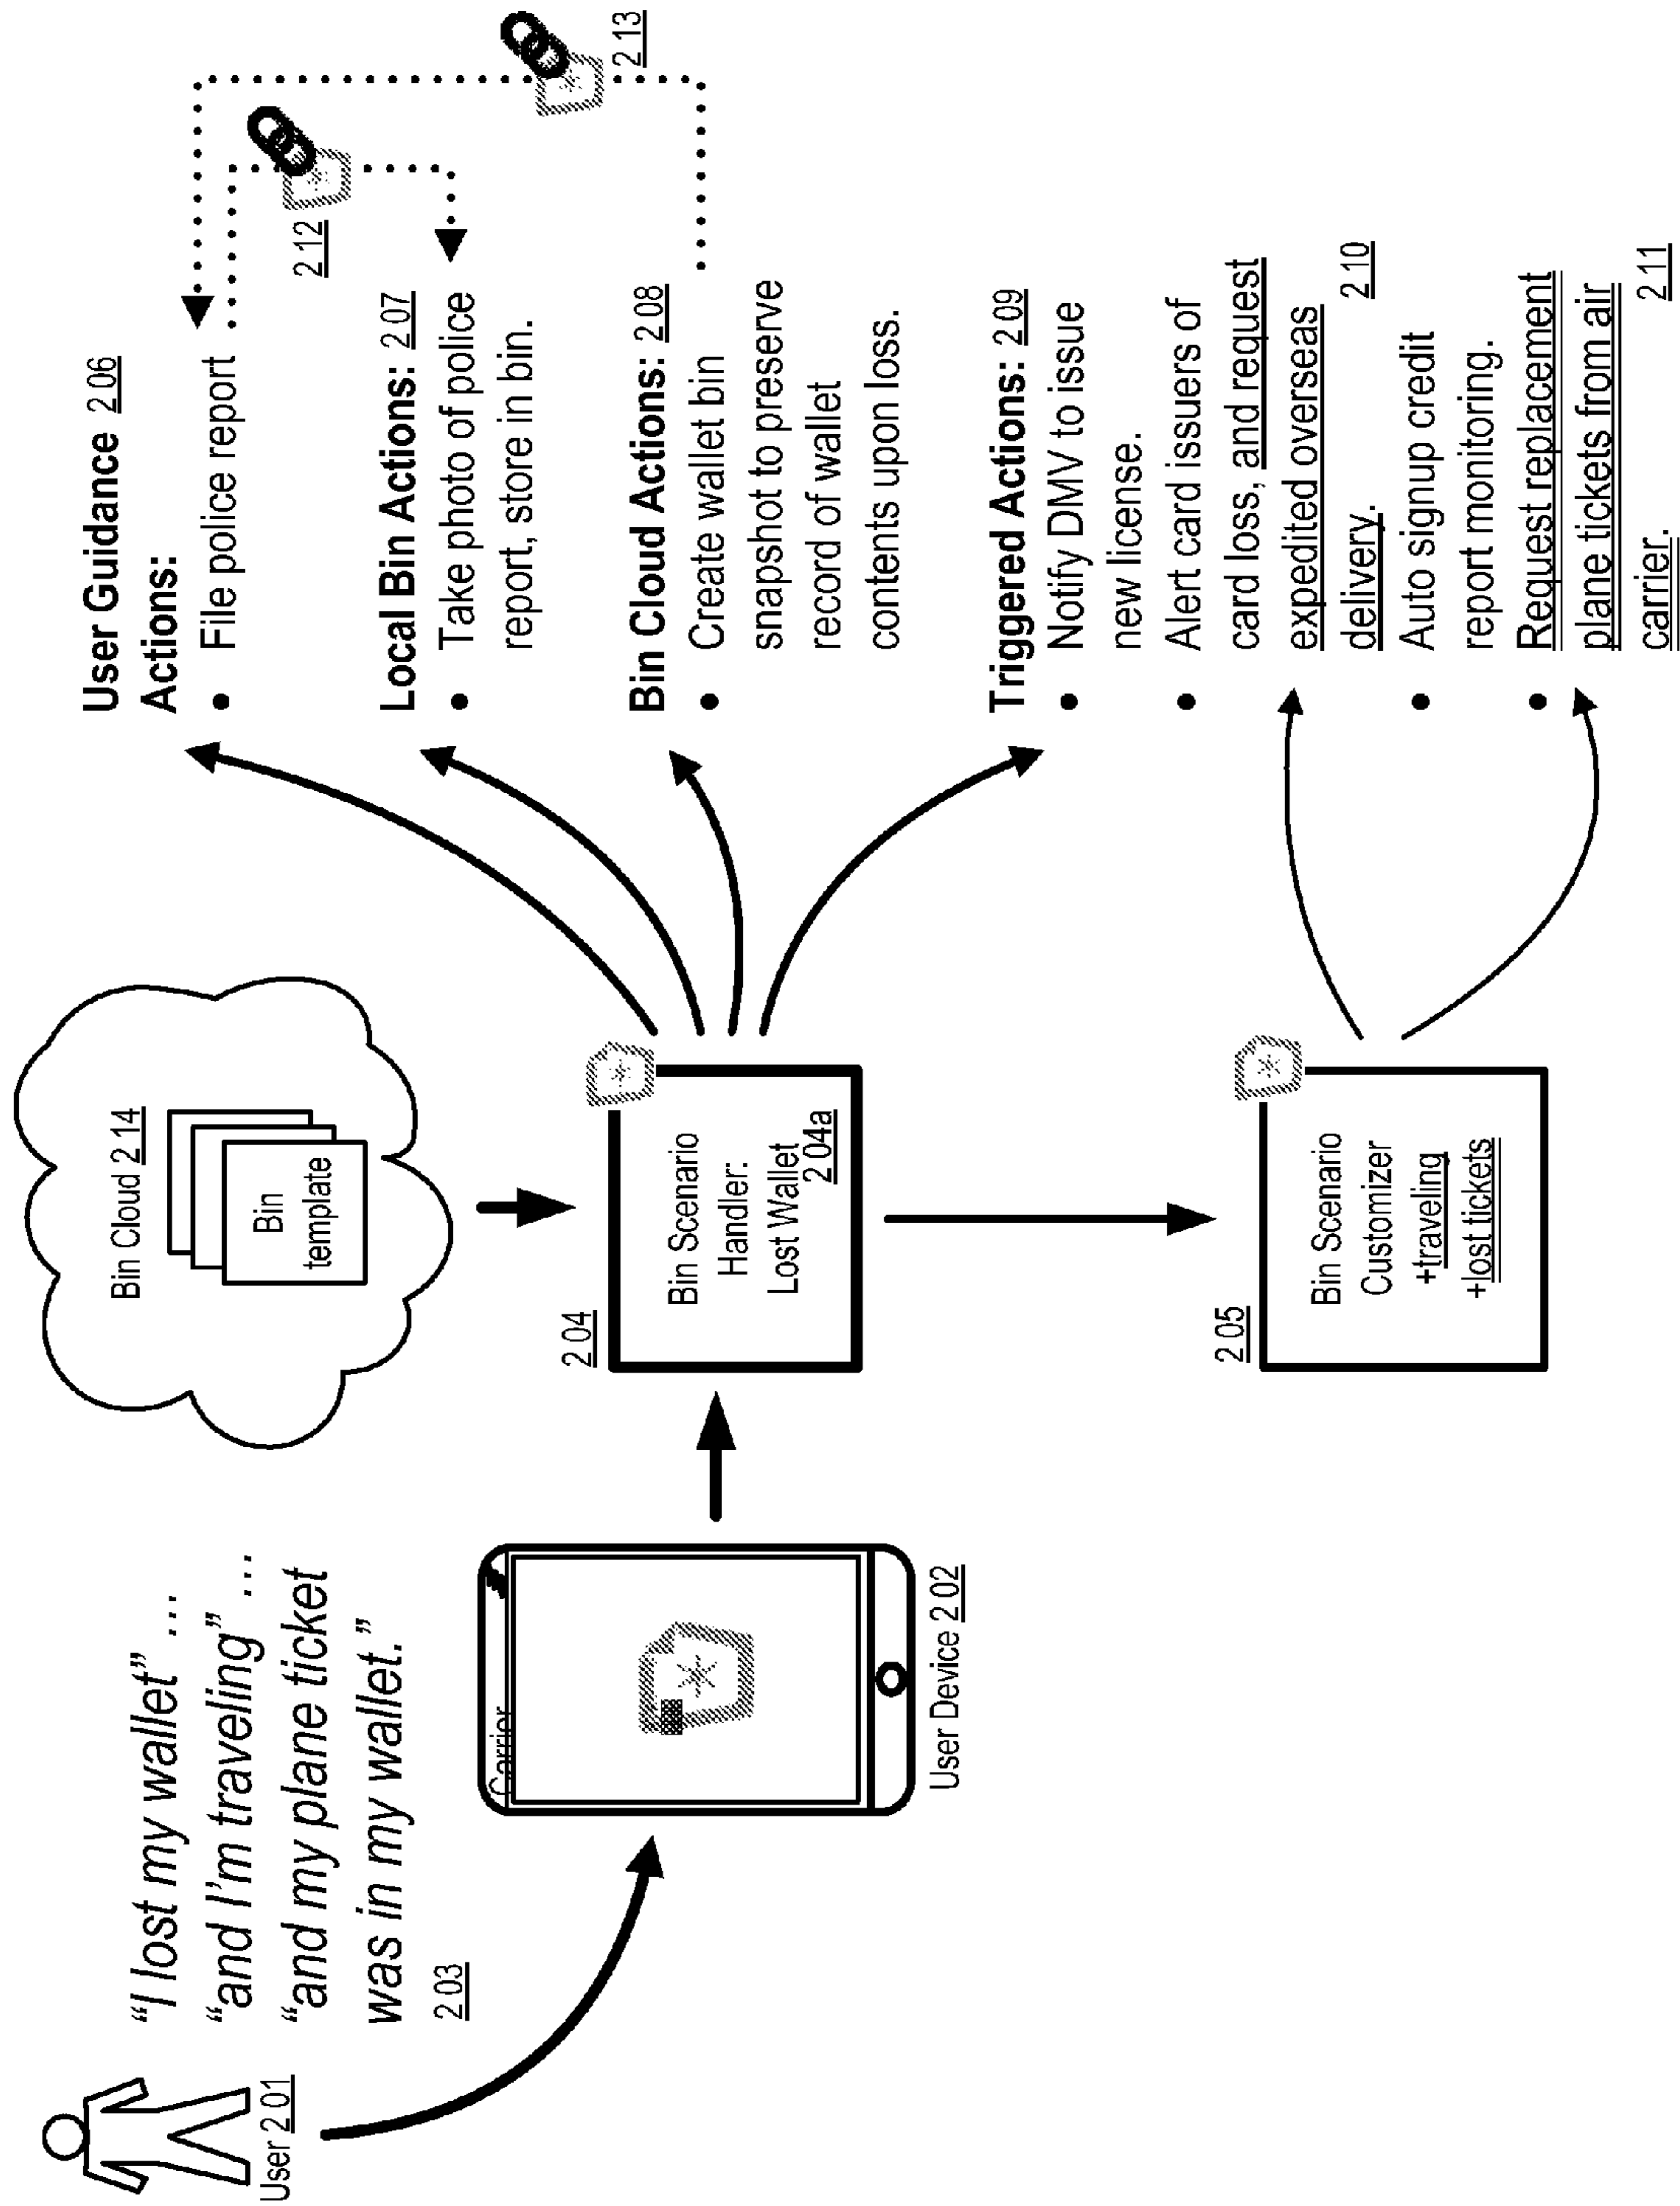 User 2 01
“I lost my wallet” ...
“and I’m traveling” ...
“and my plane ticket
was in my wallet.”
2 03
Carrier
User Device 2 02
Bin Cloud 2 14
Bin
template
2 04
Bin Scenario
Handler:
Lost Wallet
2 04a
2 05
Bin Scenario
Customizer
+traveling
+lost tickets
User Guidance 2 06
Actions:
• File police report
2 12
2 13
Local Bin Actions: 2 07
• Take photo of police
report, store in bin.
Bin Cloud Actions: 2 08
• Create wallet bin
snapshot to preserve
record of wallet
contents upon loss.
Triggered Actions: 2 09
• Notify DMV to issue
new license.
• Alert card issuers of
card loss, and request
expedited overseas
delivery. 2 10
• Auto signup credit
report monitoring.
• Request replacement
plane tickets from air
carrier. 2 11